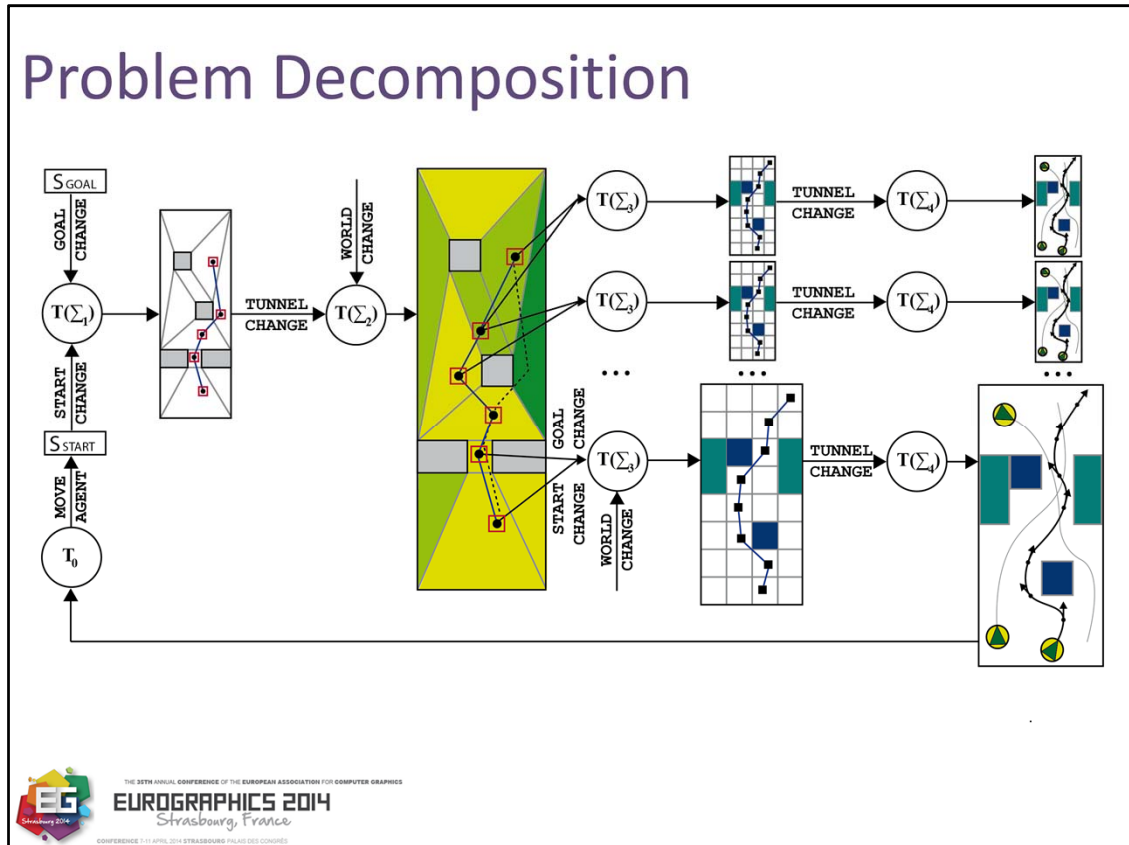 Problem Decomposition
S GOAL
GOAL
CHANGE
T(Σ1)
START
CHANGE
S START
MOVE
AGENT
T0
TUNNEL
CHANGE
WORLD
CHANGE
T(Σ2)
T(Σ3)
TUNNEL
CHANGE
T(Σ4)
T(Σ3)
TUNNEL
CHANGE
T(Σ4)
•••
•••
•••
GOAL
CHANGE
START
CHANGE
T(Σ3)
WORLD
CHANGE
TUNNEL
CHANGE
T(Σ4)
EG
Strasbourg 2014
THE 35TH ANNUAL CONFERENCE OF THE EUROPEAN ASSOCIATION FOR COMPUTER GRAPHICS
EUROGRAPHICS 2014
Strasbourg, France
CONFERENCE 7-11 APRIL 2014 STRASBOURG PALAIS DES CONGRÈS